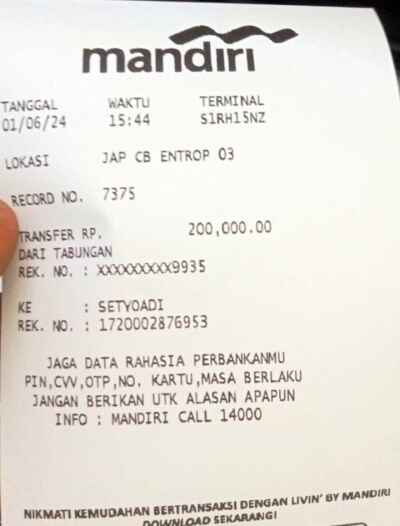 mandiri
TANGGAL WAKTU TERMINAL
01/06/24 15:44 S1RH15NZ
LOKASI JAP CB ENTROP 03
RECORD NO. 7375
TRANSFER RP. 200,000.00
DARI TABUNGAN
REK. NO. : XXXXXXXXX9935
KE : SETYOADI
REK. NO. : 1720002876953
JAGA DATA RAHASIA PERBANKANMU
PIN,CVV,OTP,NO. KARTU,MASA BERLAKU
JANGAN BERIKAN UTK ALASAN APAPUN
INFO : MANDIRI CALL 14000
NIKMATI KEMUDAHAN BERTRANSAKSI DENGAN LIVIN' BY MANDIRI
DOWNLOAD SEKARANG!